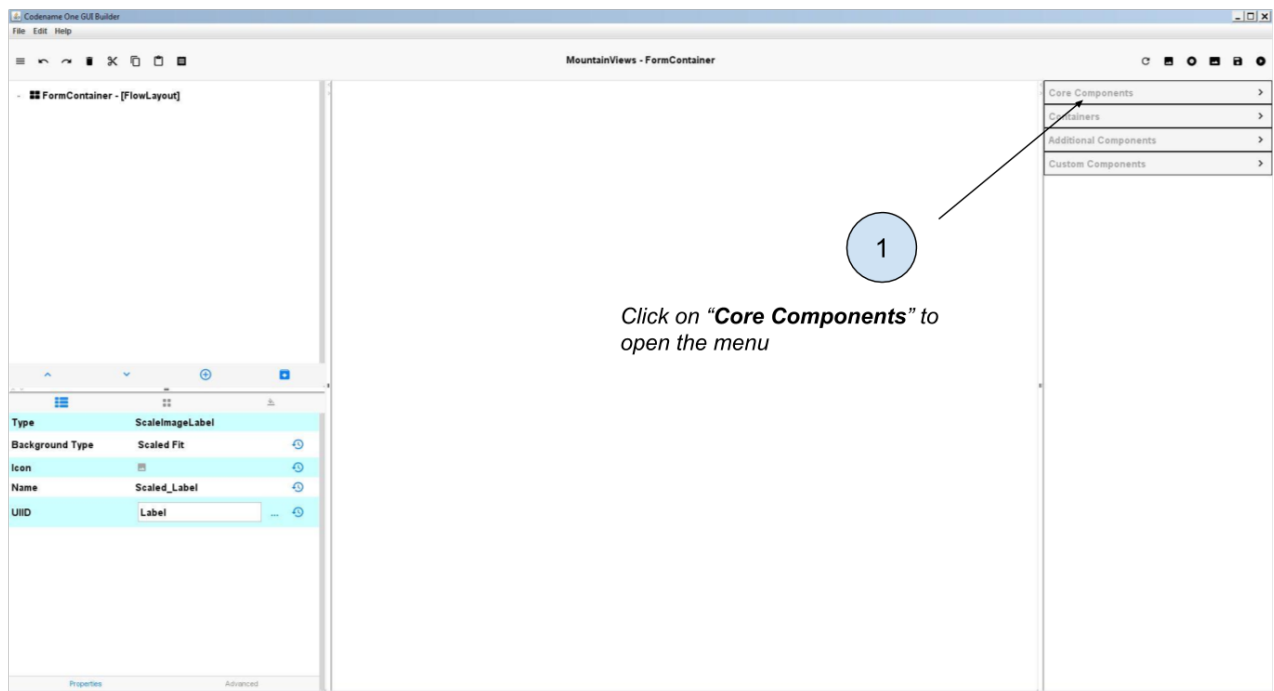 Codename One GUI Builder
File Edit Help
MountainViews - FormContainer
FormContainer - [FlowLayout]
Core Components
Containers
Additional Components
Custom Components
1
Click on “Core Components” to
open the menu
Type ScaleImageLabel
Background Type Scaled Fit
Icon
Name Scaled_Label
UIID Label ...
Properties Advanced